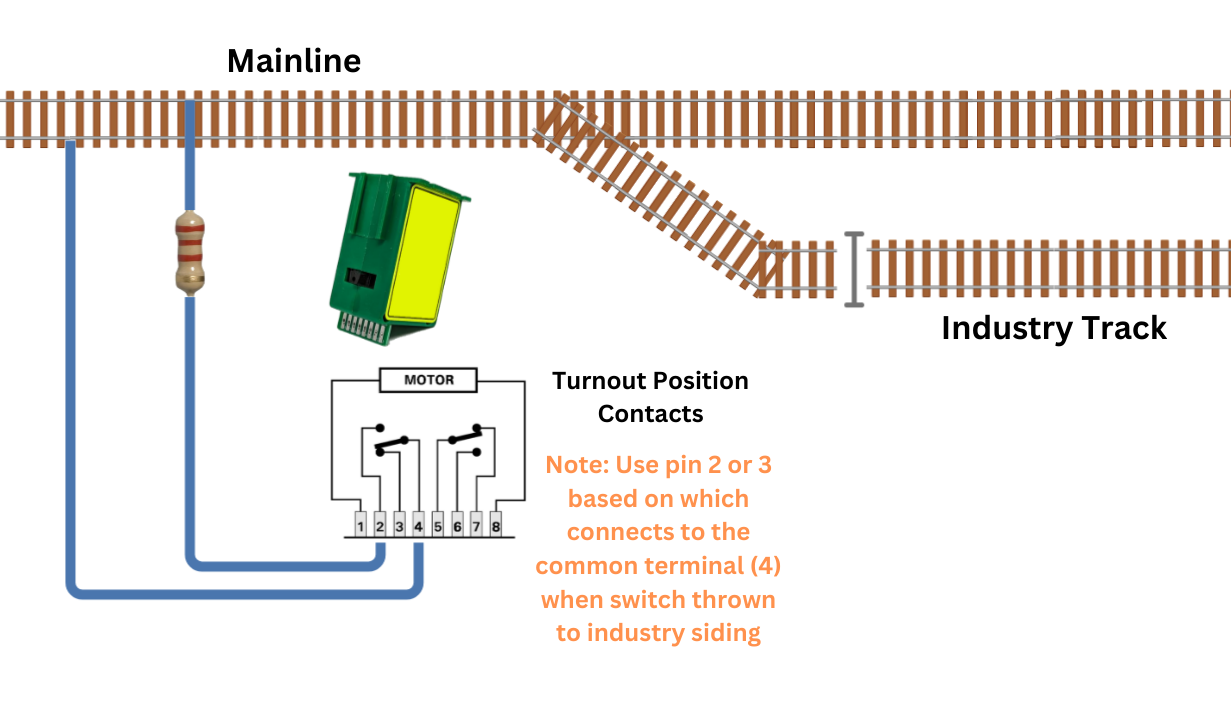 Mainline
Industry Track
MOTOR
Turnout Position
Contacts
Note: Use pin 2 or 3
based on which
connects to the
common terminal (4)
when switch thrown
to industry siding
1 2 3 4 5 6 7 8